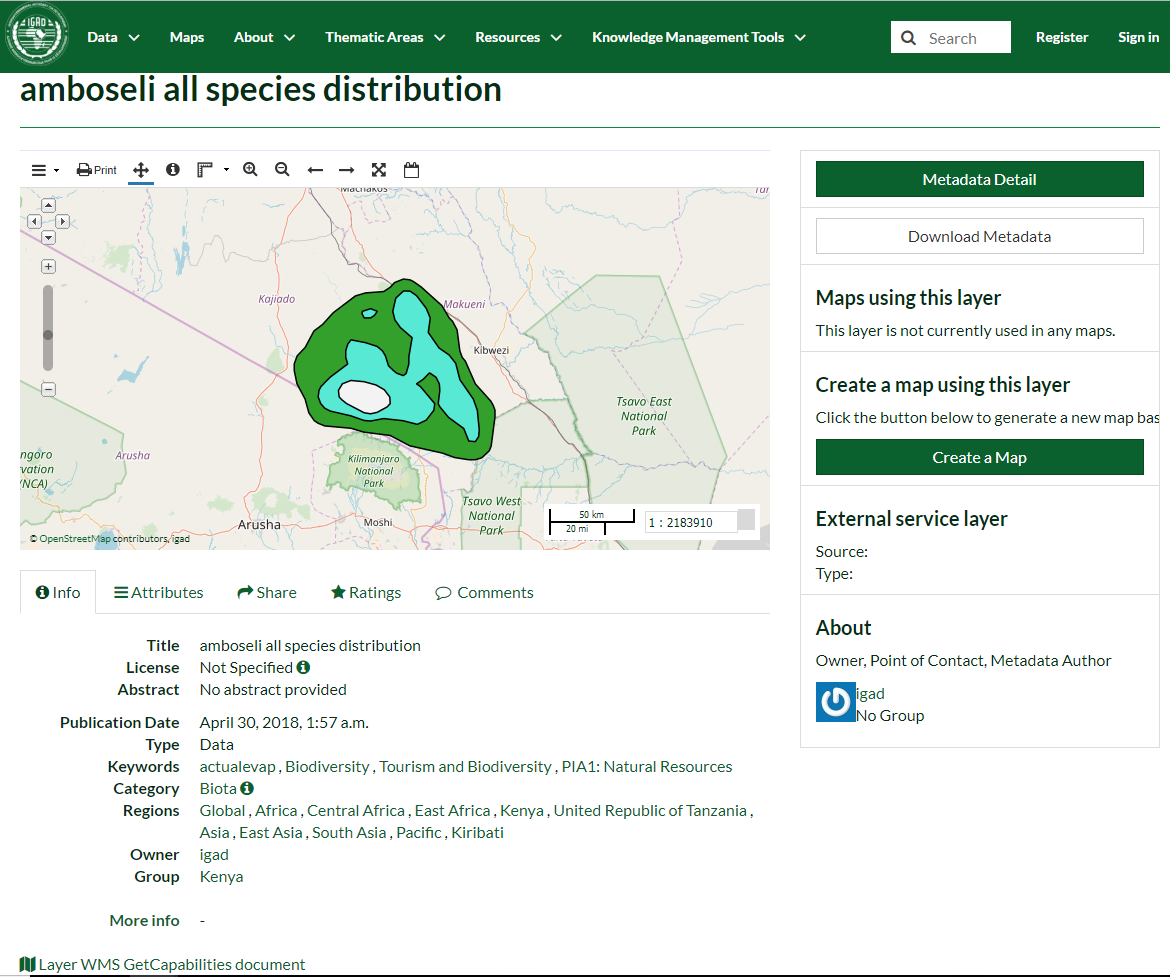 IGAD
Data
Maps
About
Thematic Areas
Resources
Knowledge Management Tools
Search
Register
Sign in
amboseli all species distribution
Print
Machakos
Kajiado
Makueni
Kibwezi
Tsavo East
National
Park
ngoro
rvation
(NCA)
Arusha
Kilimanjaro
National
Park
Tsavo West
National
Park
Arusha
Moshi
50 km
20 mi
1 : 2183910
© OpenStreetMap contributors, igad
Metadata Detail
Download Metadata
Maps using this layer
This layer is not currently used in any maps.
Create a map using this layer
Click the button below to generate a new map bas
Create a Map
External service layer
Source:
Type:
About
Owner, Point of Contact, Metadata Author
igad
No Group
Info
Attributes
Share
Ratings
Comments
Title amboseli all species distribution
License Not Specified
Abstract No abstract provided
Publication Date April 30, 2018, 1:57 a.m.
Type Data
Keywords actualevap , Biodiversity , Tourism and Biodiversity , PIA1: Natural Resources
Category Biota
Regions Global , Africa , Central Africa , East Africa , Kenya , United Republic of Tanzania ,
Asia , East Asia , South Asia , Pacific , Kiribati
Owner igad
Group Kenya
More info -
Layer WMS GetCapabilities document